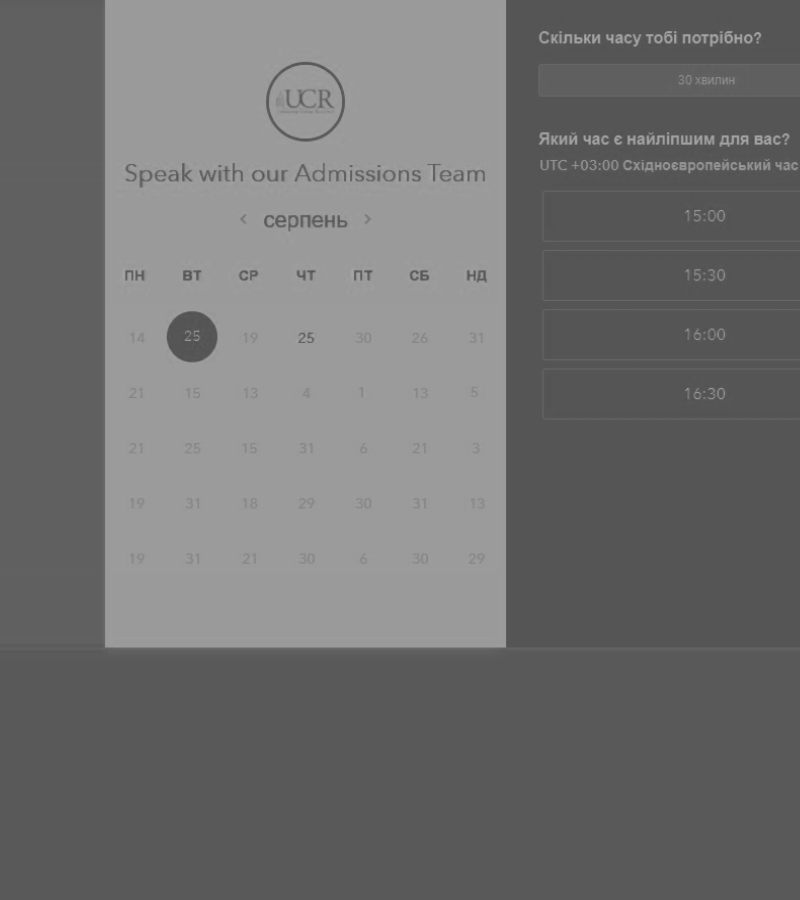 UCR
Speak with our Admissions Team
< серпень >
ПН ВТ СР ЧТ ПТ СБ НД
14 25 19 25 30 26 31
21 15 13 4 1 13 5
21 25 15 31 6 21 3
19 31 18 29 30 31 13
19 31 21 30 6 30 29
Скільки часу тобі потрібно?
30 хвилин
Який час є найліпшим для вас?
UTC +03:00 Східноєвропейський час
15:00
15:30
16:00
16:30